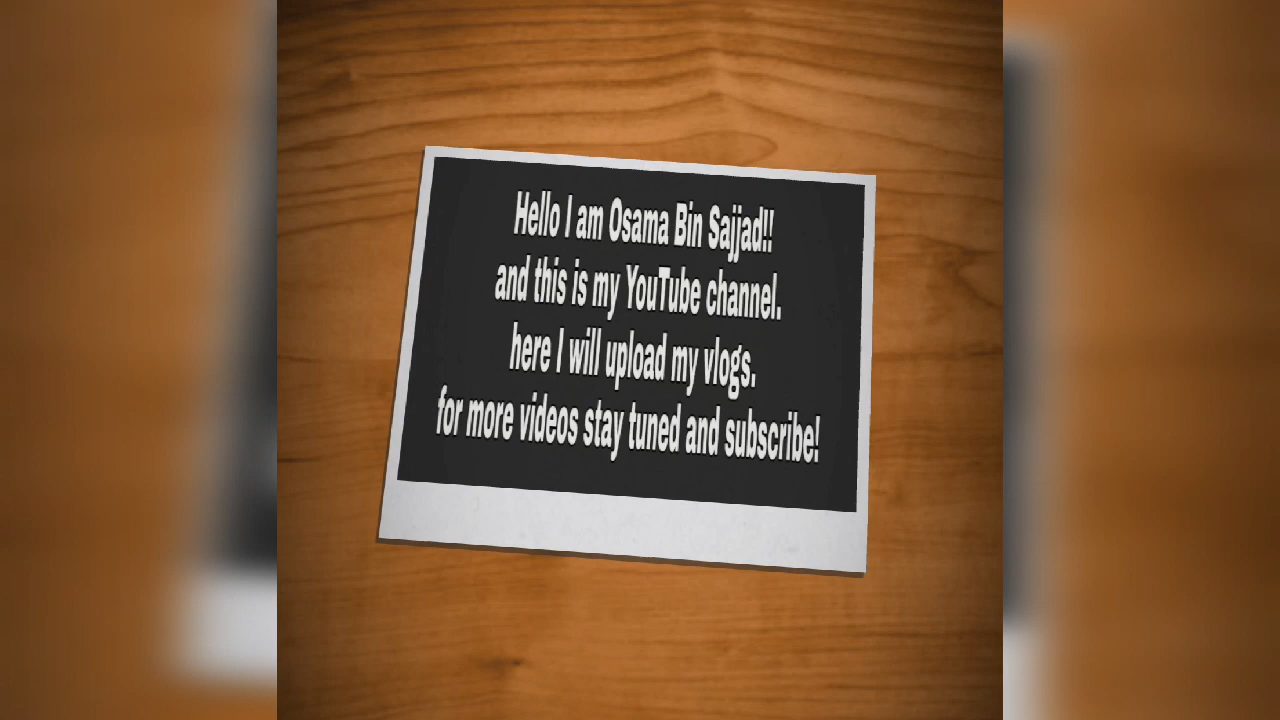 Hello I am Osama Bin Sajjad!!
and this is my YouTube channel.
here I will upload my vlogs.
for more videos stay tuned and subscribe!